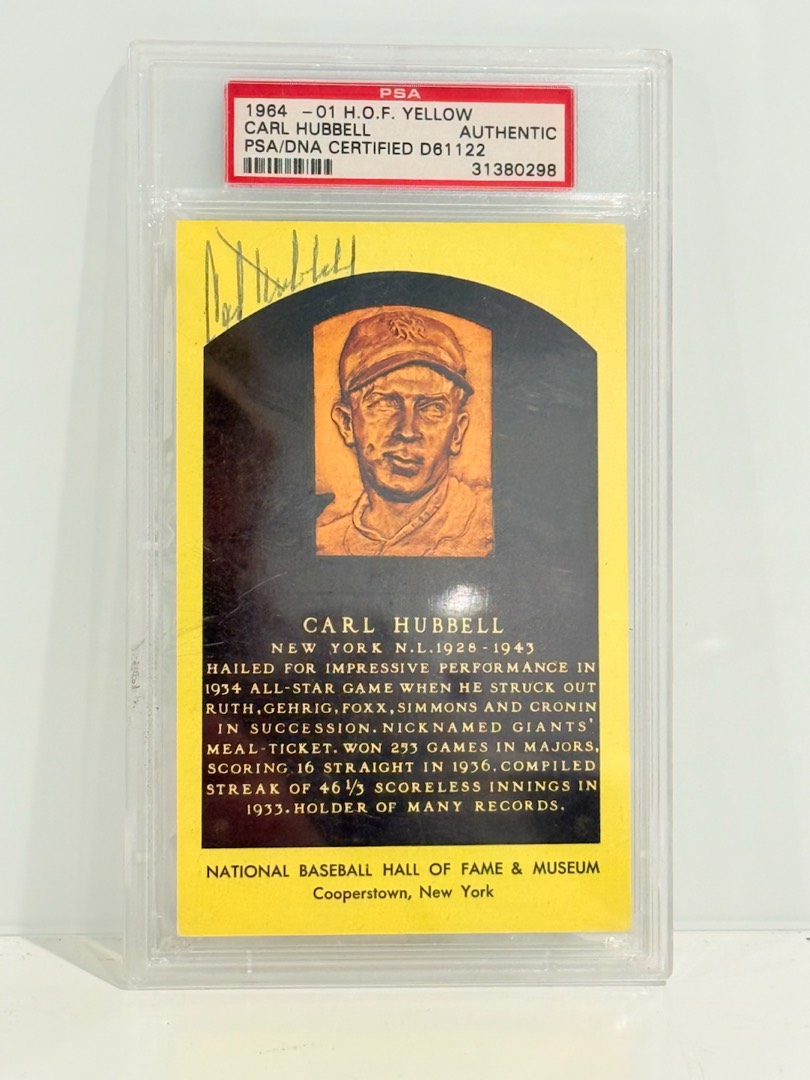 PSA
1964 -01 H.O.F. YELLOW
CARL HUBBELL AUTHENTIC
PSA/DNA CERTIFIED D61122
31380298
Carl Hubbell
CARL HUBBELL
NEW YORK N.L. 1928 - 1943
HAILED FOR IMPRESSIVE PERFORMANCE IN
1934 ALL-STAR GAME WHEN HE STRUCK OUT
RUTH, GEHRIG, FOXX, SIMMONS AND CRONIN
IN SUCCESSION. NICKNAMED GIANTS'
MEAL-TICKET. WON 253 GAMES IN MAJORS,
SCORING 16 STRAIGHT IN 1936. COMPILED
STREAK OF 46 1/3 SCORELESS INNINGS IN
1933. HOLDER OF MANY RECORDS.
NATIONAL BASEBALL HALL OF FAME & MUSEUM
Cooperstown, New York